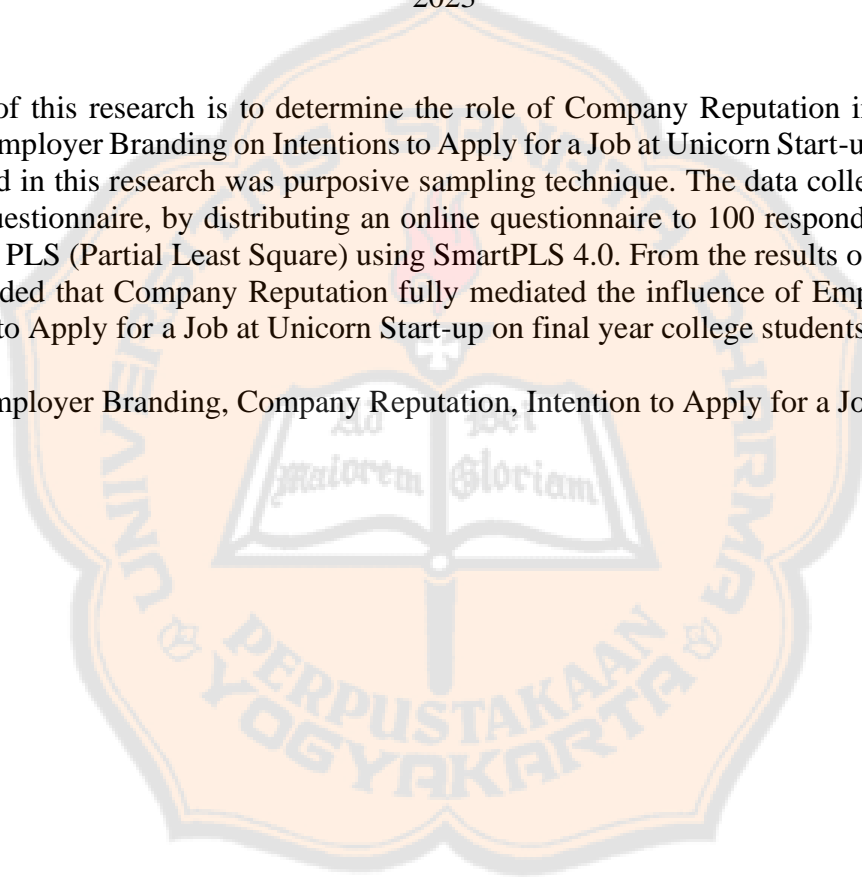 of this research is to determine the role of Company Reputation i
mployer Branding on Intentions to Apply for a Job at Unicorn Start-u
d in this research was purposive sampling technique. The data colle
uestionnaire, by distributing an online questionnaire to 100 respond
PLS (Partial Least Square) using SmartPLS 4.0. From the results o
ded that Company Reputation fully mediated the influence of Emp
to Apply for a Job at Unicorn Start-up on final year college students
mployer Branding, Company Reputation, Intention to Apply for a Jo
UNIVERSITAS SANATA DHARMA
Ad Dei
Maiorem Gloriam
PERPUSTAKAAN
YOGYAKARTA